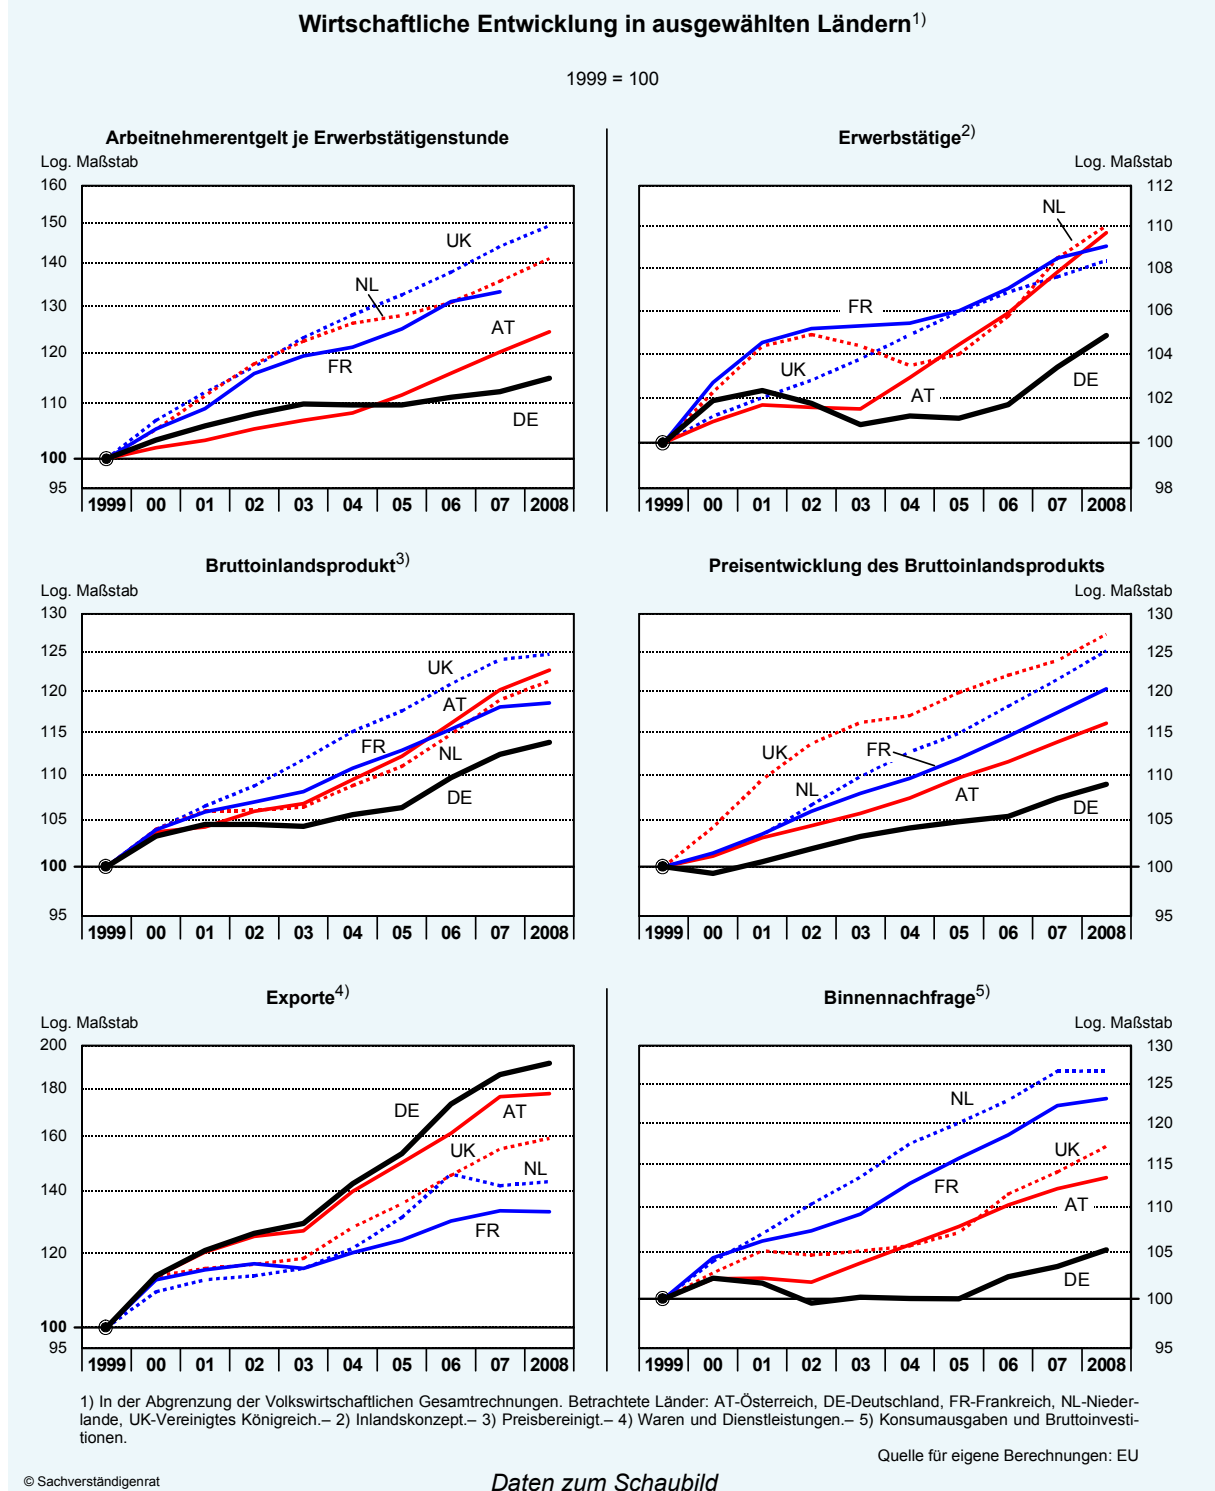 Wirtschaftliche Entwicklung in ausgewählten Ländern1)
1999 = 100
Arbeitnehmerentgelt je Erwerbstätigenstunde
Log. Maßstab
160
150
140
130
120
110
100
95
UK
NL
AT
FR
DE
1999 00 01 02 03 04 05 06 07 2008
Erwerbstätige2)
Log. Maßstab
112
110
108
106
104
102
100
98
NL
FR
UK
AT
DE
1999 00 01 02 03 04 05 06 07 2008
Bruttoinlandsprodukt3)
Log. Maßstab
130
125
120
115
110
105
100
95
UK
AT
FR
NL
DE
1999 00 01 02 03 04 05 06 07 2008
Preisentwicklung des Bruttoinlandsprodukts
Log. Maßstab
130
125
120
115
110
105
100
95
UK
FR
NL
AT
DE
1999 00 01 02 03 04 05 06 07 2008
Exporte4)
Log. Maßstab
200
180
160
140
120
100
95
DE
AT
UK
NL
FR
1999 00 01 02 03 04 05 06 07 2008
Binnennachfrage5)
Log. Maßstab
130
125
120
115
110
105
100
95
NL
UK
FR
AT
DE
1999 00 01 02 03 04 05 06 07 2008
1) In der Abgrenzung der Volkswirtschaftlichen Gesamtrechnungen. Betrachtete Länder: AT-Österreich, DE-Deutschland, FR-Frankreich, NL-Nieder-
lande, UK-Vereinigtes Königreich.– 2) Inlandskonzept.– 3) Preisbereinigt.– 4) Waren und Dienstleistungen.– 5) Konsumausgaben und Bruttoinvesti-
tionen.
Quelle für eigene Berechnungen: EU
© Sachverständigenrat
Daten zum Schaubild